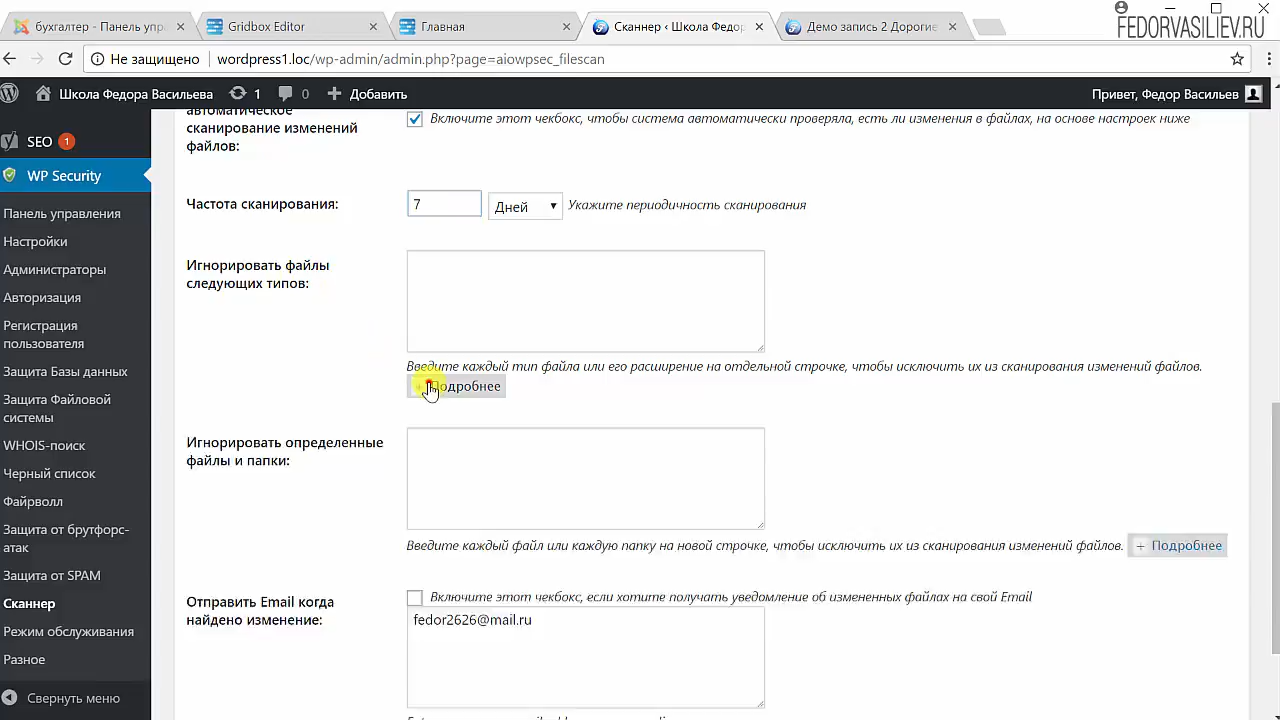 бухгалтер - Панель упр
Gridbox Editor
Главная
Сканнер ‹ Школа Федор
Демо запись 2 Дорогие
FEDORVASILIEV.RU
Не защищено
wordpress1.loc/wp-admin/admin.php?page=aiowpsec_filescan
Школа Федора Васильева
1
0
Добавить
Привет, Федор Васильев
SEO 1
WP Security
Панель управления
Настройки
Администраторы
Авторизация
Регистрация
пользователя
Защита Базы данных
Защита Файловой
системы
WHOIS-поиск
Черный список
Файрволл
Защита от брутфорс-
атак
Защита от SPAM
Сканнер
Режим обслуживания
Разное
Свернуть меню
автоматическое
сканирование изменений
файлов:
Включите этот чекбокс, чтобы система автоматически проверяла, есть ли изменения в файлах, на основе настроек ниже
Частота сканирования:
7
Дней
Укажите периодичность сканирования
Игнорировать файлы
следующих типов:
Введите каждый тип файла или его расширение на отдельной строчке, чтобы исключить их из сканирования изменений файлов.
+ Подробнее
Игнорировать определенные
файлы и папки:
Введите каждый файл или каждую папку на новой строчке, чтобы исключить их из сканирования изменений файлов.
+ Подробнее
Отправить Email когда
найдено изменение:
Включите этот чекбокс, если хотите получать уведомление об измененных файлах на свой Email
fedor2626@mail.ru